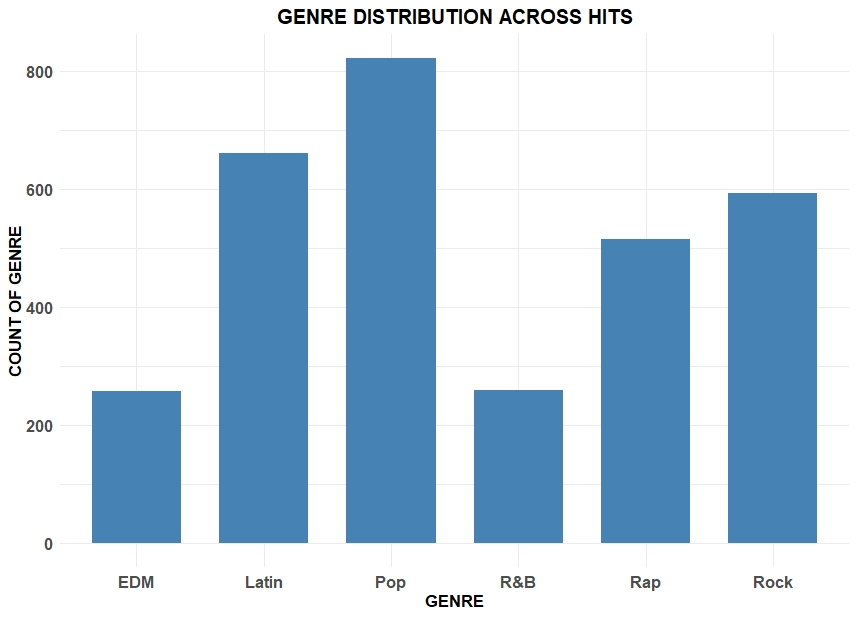 GENRE DISTRIBUTION ACROSS HITS
COUNT OF GENRE
800
600
400
200
0
EDM Latin Pop R&B Rap Rock
GENRE